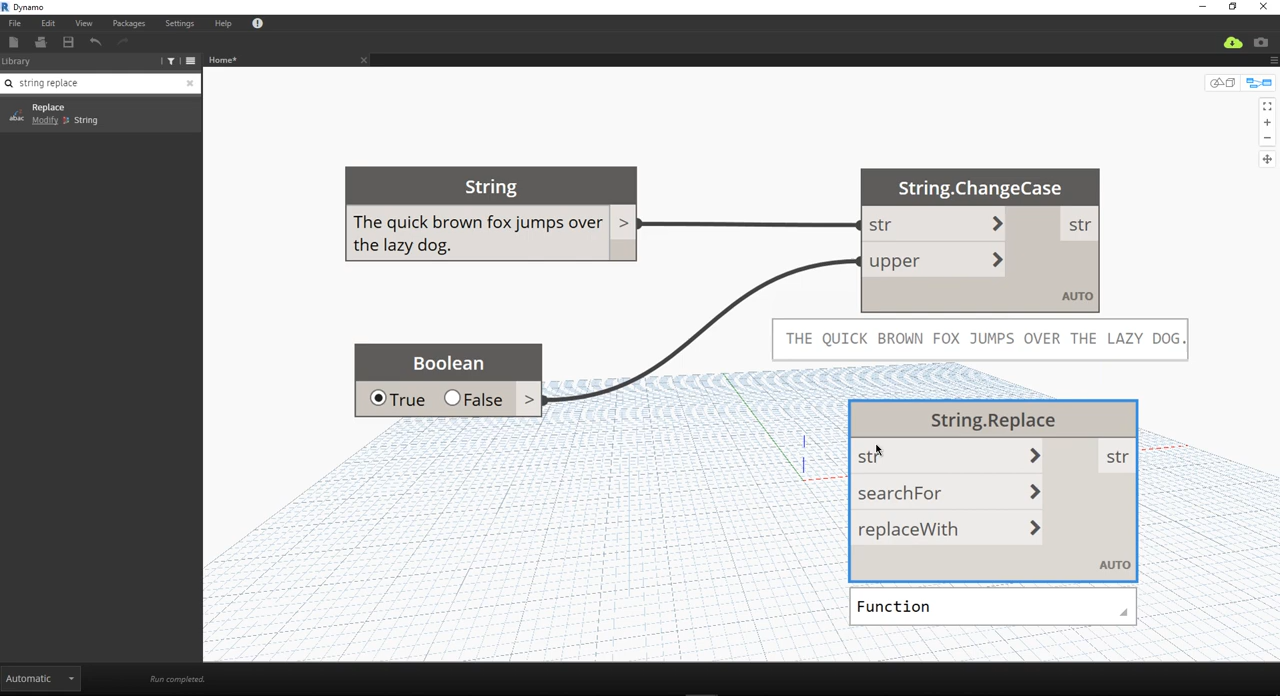 Dynamo
File Edit View Packages Settings Help
Library
Home*
string replace
Replace
Modify String
String
The quick brown fox jumps over
the lazy dog.
>
String.ChangeCase
str
str
upper
AUTO
THE QUICK BROWN FOX JUMPS OVER THE LAZY DOG.
Boolean
True False >
String.Replace
str
str
searchFor
replaceWith
AUTO
Function
Automatic
Run completed.